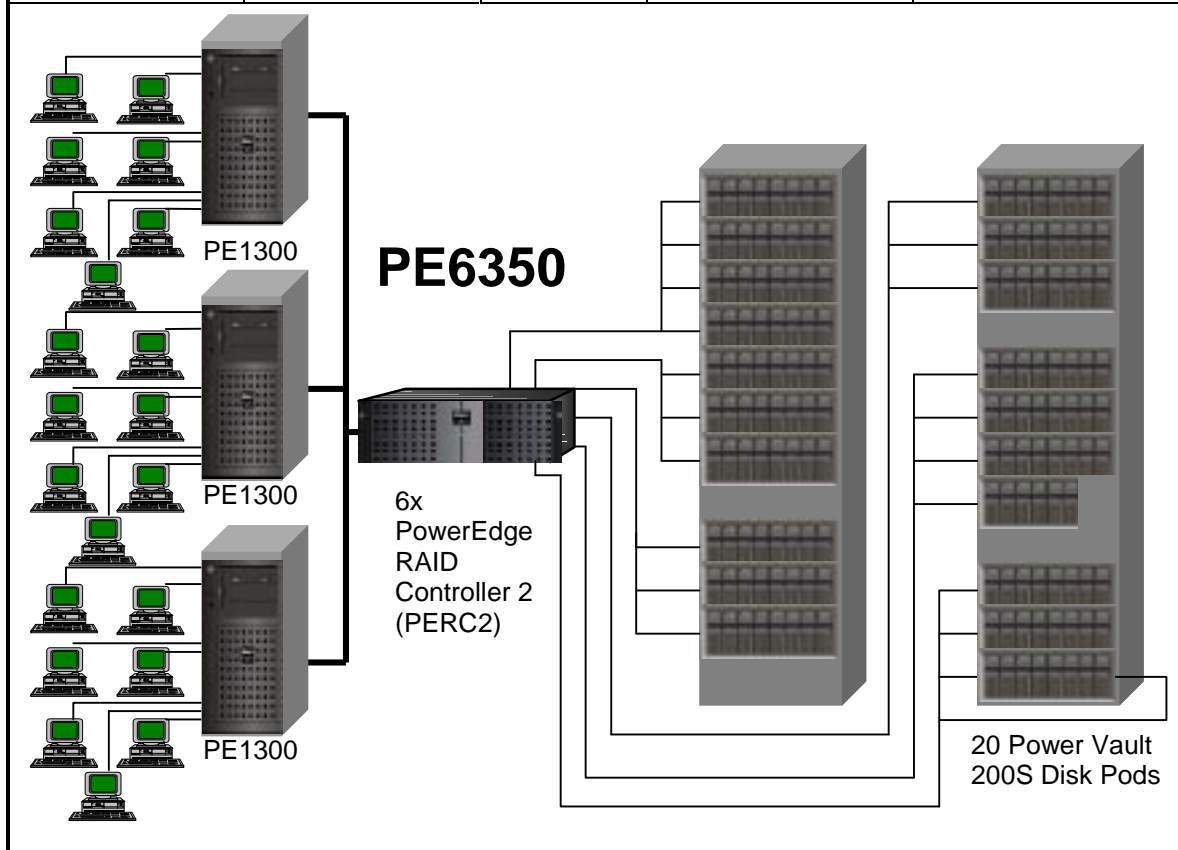 PE1300
PE6350
PE1300
6x
PowerEdge
RAID
Controller 2
(PERC2)
PE1300
20 Power Vault
200S Disk Pods